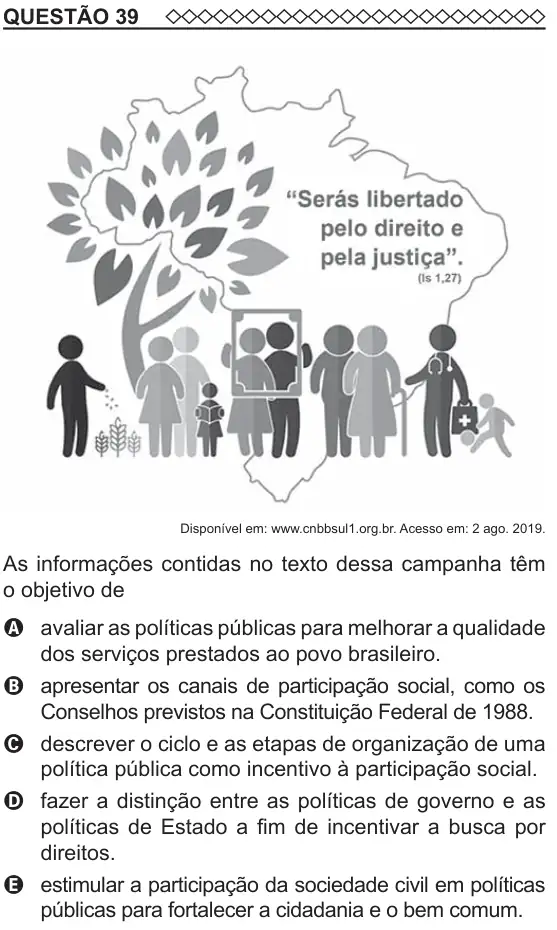 QUESTÃO 39
“Serás libertado
pelo direito e
pela justiça”.
(Is 1,27)
Disponível em: www.cnbbsul1.org.br. Acesso em: 2 ago. 2019.
As informações contidas no texto dessa campanha têm
o objetivo de
A avaliar as políticas públicas para melhorar a qualidade
dos serviços prestados ao povo brasileiro.
B apresentar os canais de participação social, como os
Conselhos previstos na Constituição Federal de 1988.
C descrever o ciclo e as etapas de organização de uma
política pública como incentivo à participação social.
D fazer a distinção entre as políticas de governo e as
políticas de Estado a fim de incentivar a busca por
direitos.
E estimular a participação da sociedade civil em políticas
públicas para fortalecer a cidadania e o bem comum.